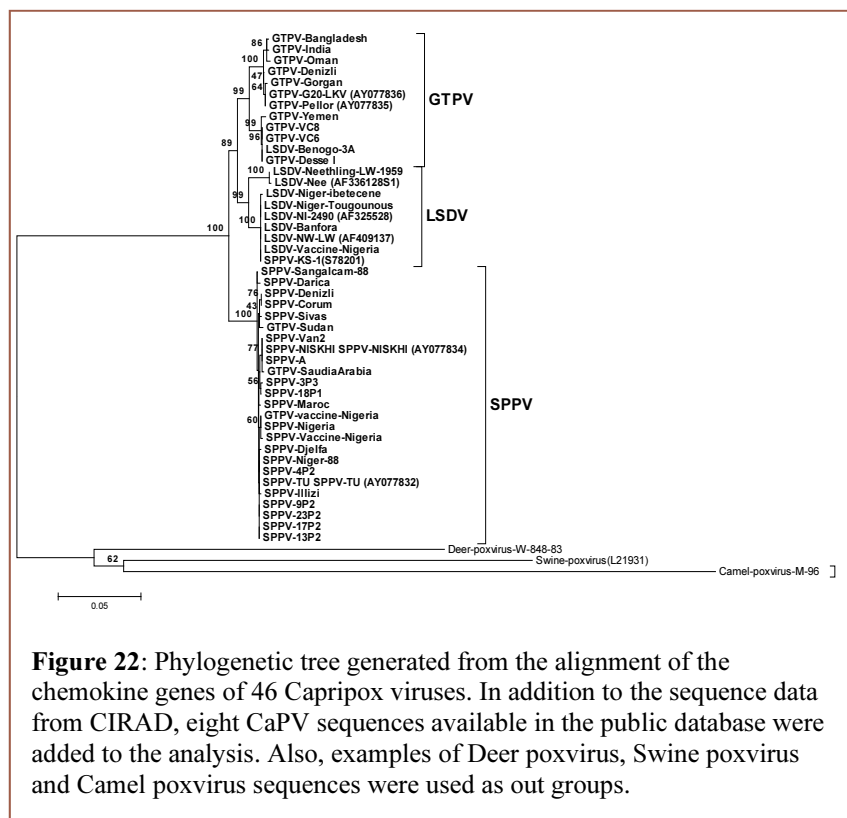 86 GTPV-Bangladesh
GTPV-India
100 GTPV-Oman
GTPV-Denizli
47
GTPV-Gorgan
64
99 GTPV-G20-LKV (AY077836)
GTPV-Pellor (AY077835)
GTPV
99 GTPV-Yemen
GTPV-VC8
96 GTPV-VC6
89
LSDV-Benogo-3A
GTPV-Desse I
100 LSDV-Neethling-LW-1959
LSDV-Nee (AF336128S1)
99 LSDV-Niger-ibetecene
LSDV-Niger-Tougounous
LSDV-NI-2490 (AF325528)
LSDV
100 LSDV-Banfora
100
LSDV-NW-LW (AF409137)
LSDV-Vaccine-Nigeria
SPPV-KS-1(S78201)
SPPV-Sangalcam-88
SPPV-Darica
76 SPPV-Denizli
43 SPPV-Corum
100 SPPV-Sivas
GTPV-Sudan
SPPV-Van2
77 SPPV-NISKHI SPPV-NISKHI (AY077834)
SPPV-A
GTPV-SaudiaArabia
56 SPPV-3P3
SPPV-18P1
SPPV-Maroc
SPPV
GTPV-vaccine-Nigeria
60 SPPV-Nigeria
SPPV-Vaccine-Nigeria
SPPV-Djelfa
SPPV-Niger-88
SPPV-4P2
SPPV-TU SPPV-TU (AY077832)
SPPV-Illizi
SPPV-9P2
SPPV-23P2
SPPV-17P2
SPPV-13P2
Deer-poxvirus-W-848-83
62 Swine-poxvirus(L21931)
Camel-poxvirus-M-96
0.05
Figure 22: Phylogenetic tree generated from the alignment of the
chemokine genes of 46 Capripox viruses. In addition to the sequence data
from CIRAD, eight CaPV sequences available in the public database were
added to the analysis. Also, examples of Deer poxvirus, Swine poxvirus
and Camel poxvirus sequences were used as out groups.